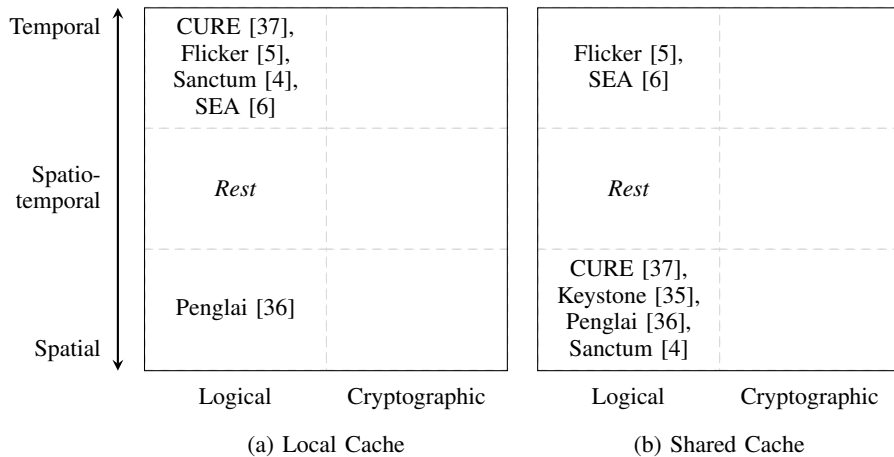 Temporal
Spatio-
temporal
Spatial
CURE [37],
Flicker [5],
Sanctum [4],
SEA [6]
Rest
Penglai [36]
Logical
Cryptographic
(a) Local Cache
Flicker [5],
SEA [6]
Rest
CURE [37],
Keystone [35],
Penglai [36],
Sanctum [4]
Logical
Cryptographic
(b) Shared Cache